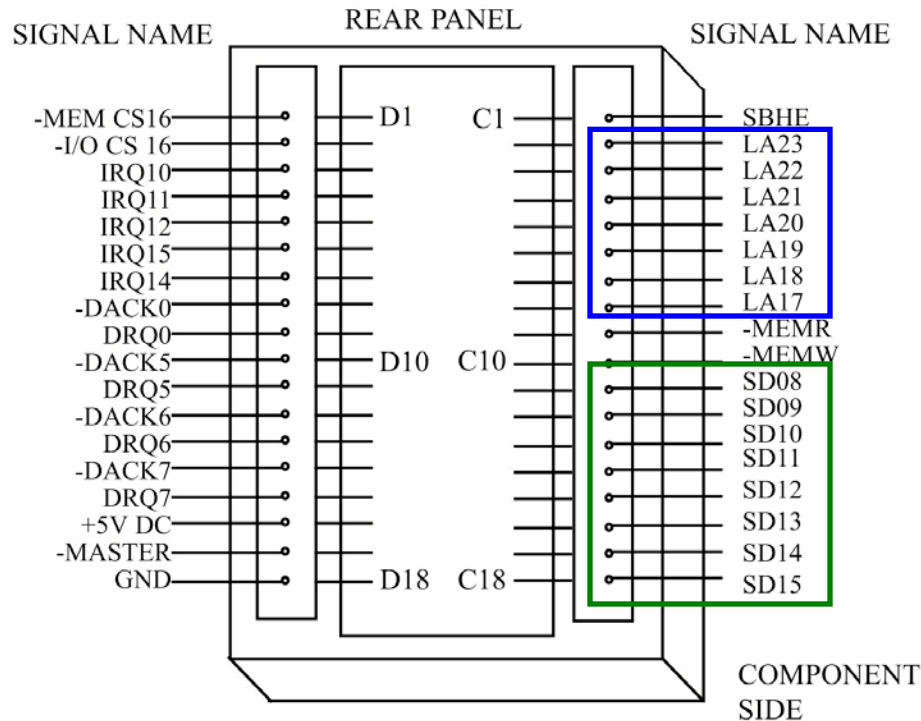 REAR PANEL
SIGNAL NAME
SIGNAL NAME
-MEM CS16
D1
C1
SBHE
-I/O CS 16
LA23
IRQ10
LA22
IRQ11
LA21
IRQ12
LA20
IRQ15
LA19
IRQ14
LA18
-DACK0
LA17
DRQ0
-MEMR
-DACK5
D10
C10
-MEMW
DRQ5
SD08
-DACK6
SD09
DRQ6
SD10
-DACK7
SD11
DRQ7
SD12
+5V DC
SD13
-MASTER
SD14
GND
D18
C18
SD15
COMPONENT
SIDE